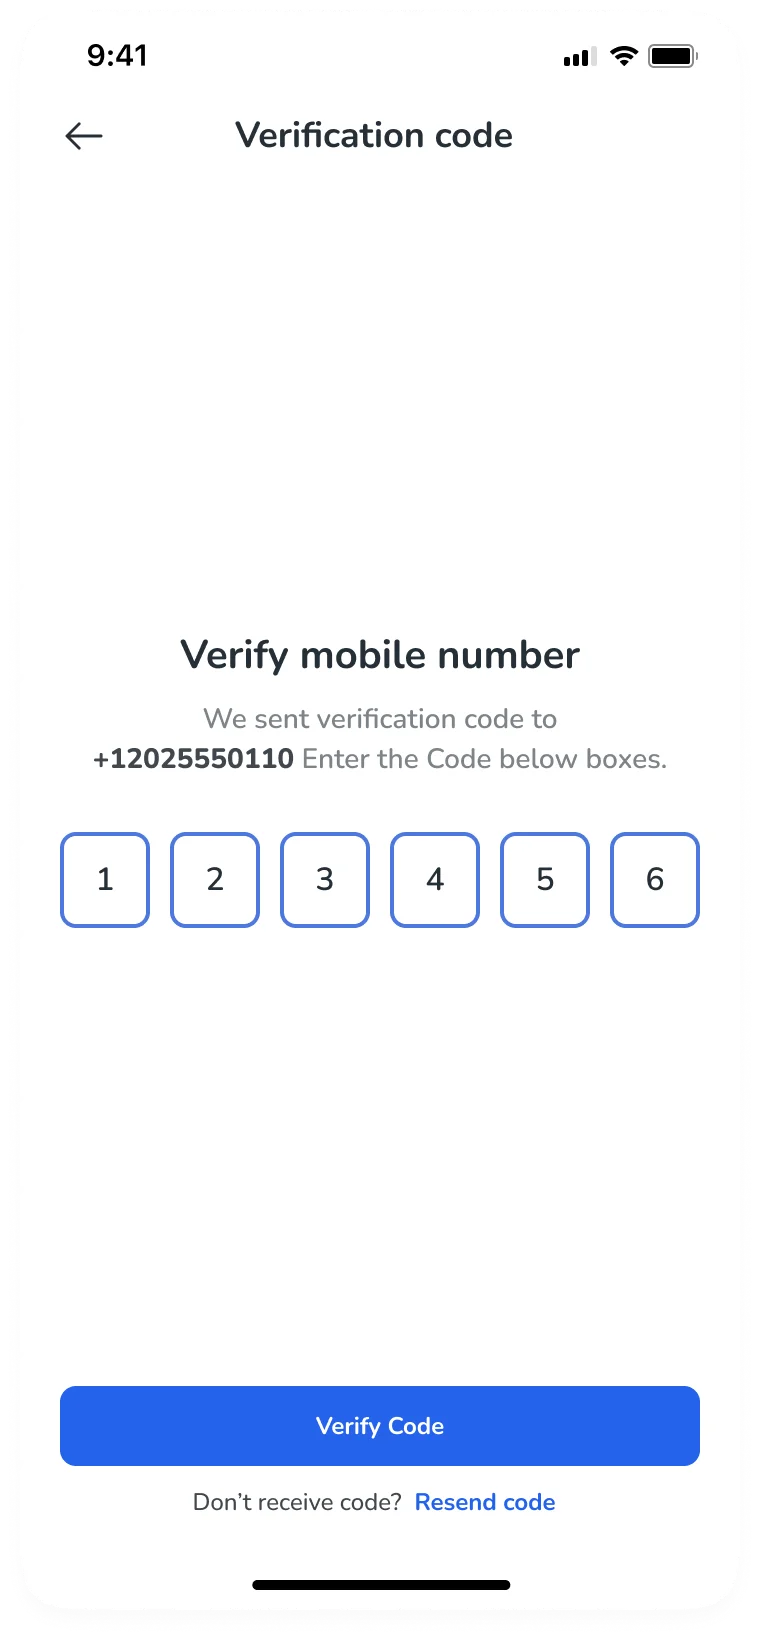 9:41
Verification code
Verify mobile number
We sent verification code to
+12025550110 Enter the Code below boxes.
1 2 3 4 5 6
Verify Code
Don’t receive code? Resend code